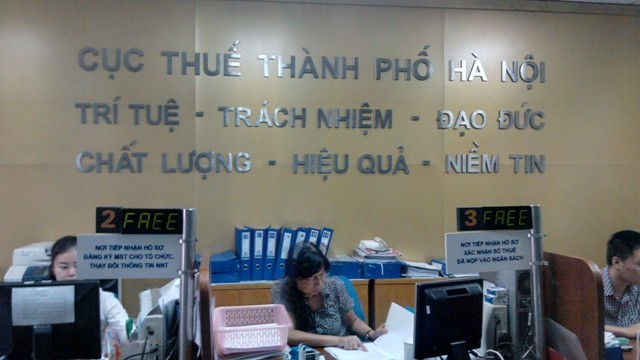 CỤC THUẾ THÀNH PHỐ HÀ NỘI
TRÍ TUỆ - TRÁCH NHIỆM - ĐẠO ĐỨC
CHẤT LƯỢNG - HIỆU QUẢ - NIỀM TIN
2 FREE
NƠI TIẾP NHẬN HỒ SƠ
ĐĂNG KÝ MST CHO TỔ CHỨC,
THAY ĐỔI THÔNG TIN NNT
3 FREE
NƠI TIẾP NHẬN HỒ SƠ
XÁC NHẬN SỐ THUẾ
ĐÃ NỘP VÀO NGÂN SÁCH